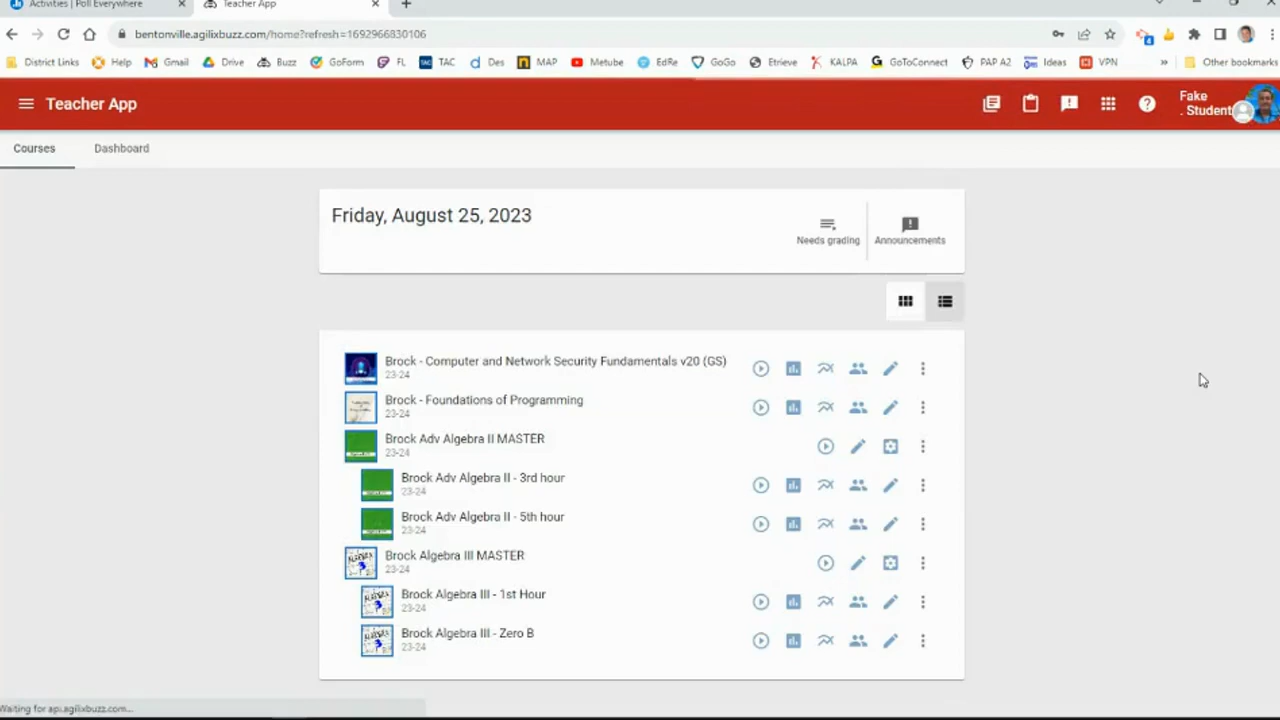 Activities | Poll Everywhere
Teacher App
bentonville.agilixbuzz.com/home?refresh=1692966830106
District Links Help Gmail Drive Buzz GoForm FL TAC Des MAP Metube EdRe GoGo Etrieve KALPA GoToConnect PAP A2 Ideas VPN » Other bookmarks
Teacher App
Fake
. Student
Courses Dashboard
Friday, August 25, 2023
Needs grading Announcements
Brock - Computer and Network Security Fundamentals v20 (GS)
23-24
Brock - Foundations of Programming
23-24
Brock Adv Algebra II MASTER
23-24
Brock Adv Algebra II - 3rd hour
23-24
Brock Adv Algebra II - 5th hour
23-24
Brock Algebra III MASTER
23-24
Brock Algebra III - 1st Hour
23-24
Brock Algebra III - Zero B
23-24
Waiting for api.agilixbuzz.com...